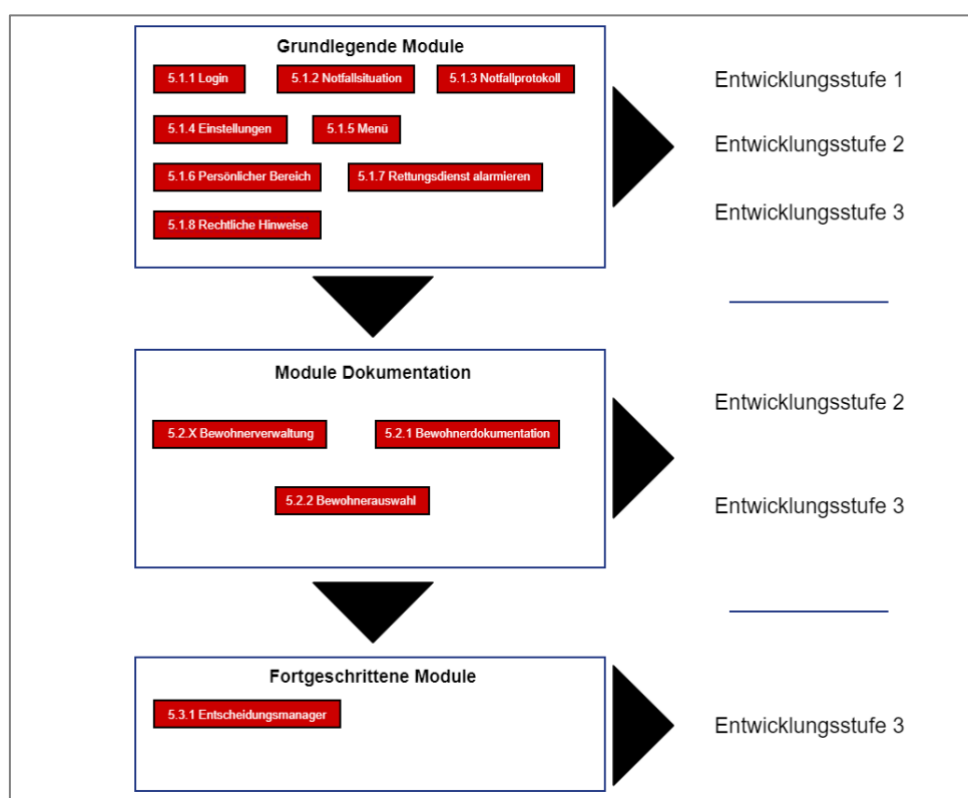 Grundlegende Module
5.1.1 Login
5.1.2 Notfallsituation
5.1.3 Notfallprotokoll
5.1.4 Einstellungen
5.1.5 Menü
5.1.6 Persönlicher Bereich
5.1.7 Rettungsdienst alarmieren
5.1.8 Rechtliche Hinweise
Entwicklungsstufe 1
Entwicklungsstufe 2
Entwicklungsstufe 3
Module Dokumentation
5.2.X Bewohnerverwaltung
5.2.1 Bewohnerdokumentation
5.2.2 Bewohnerauswahl
Entwicklungsstufe 2
Entwicklungsstufe 3
Fortgeschrittene Module
5.3.1 Entscheidungsmanager
Entwicklungsstufe 3